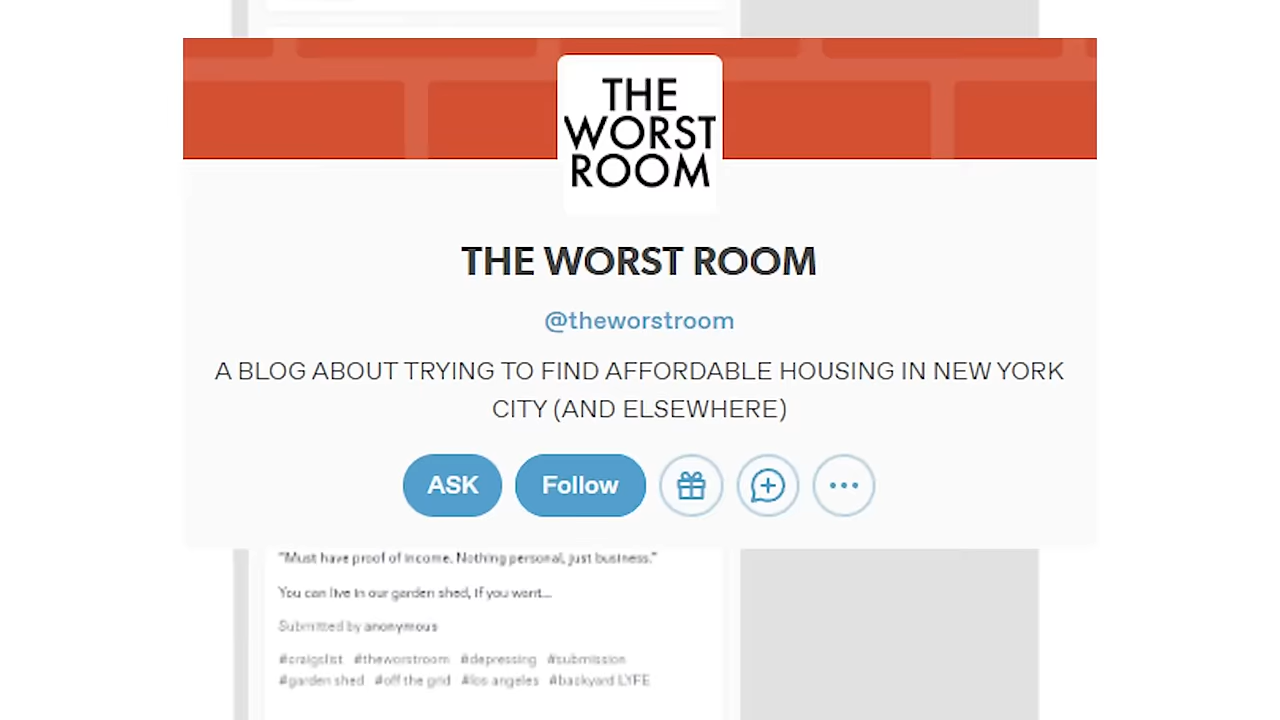 THE
WORST
ROOM
THE WORST ROOM
@theworstroom
A BLOG ABOUT TRYING TO FIND AFFORDABLE HOUSING IN NEW YORK
CITY (AND ELSEWHERE)
ASK Follow
"Must have proof of income. Nothing personal, just business."
You can live in our garden shed, if you want...
Submitted by anonymous
#craigslist #theworstroom #depressing #submission
#garden shed #off the grid #los angeles #backyard LYFE